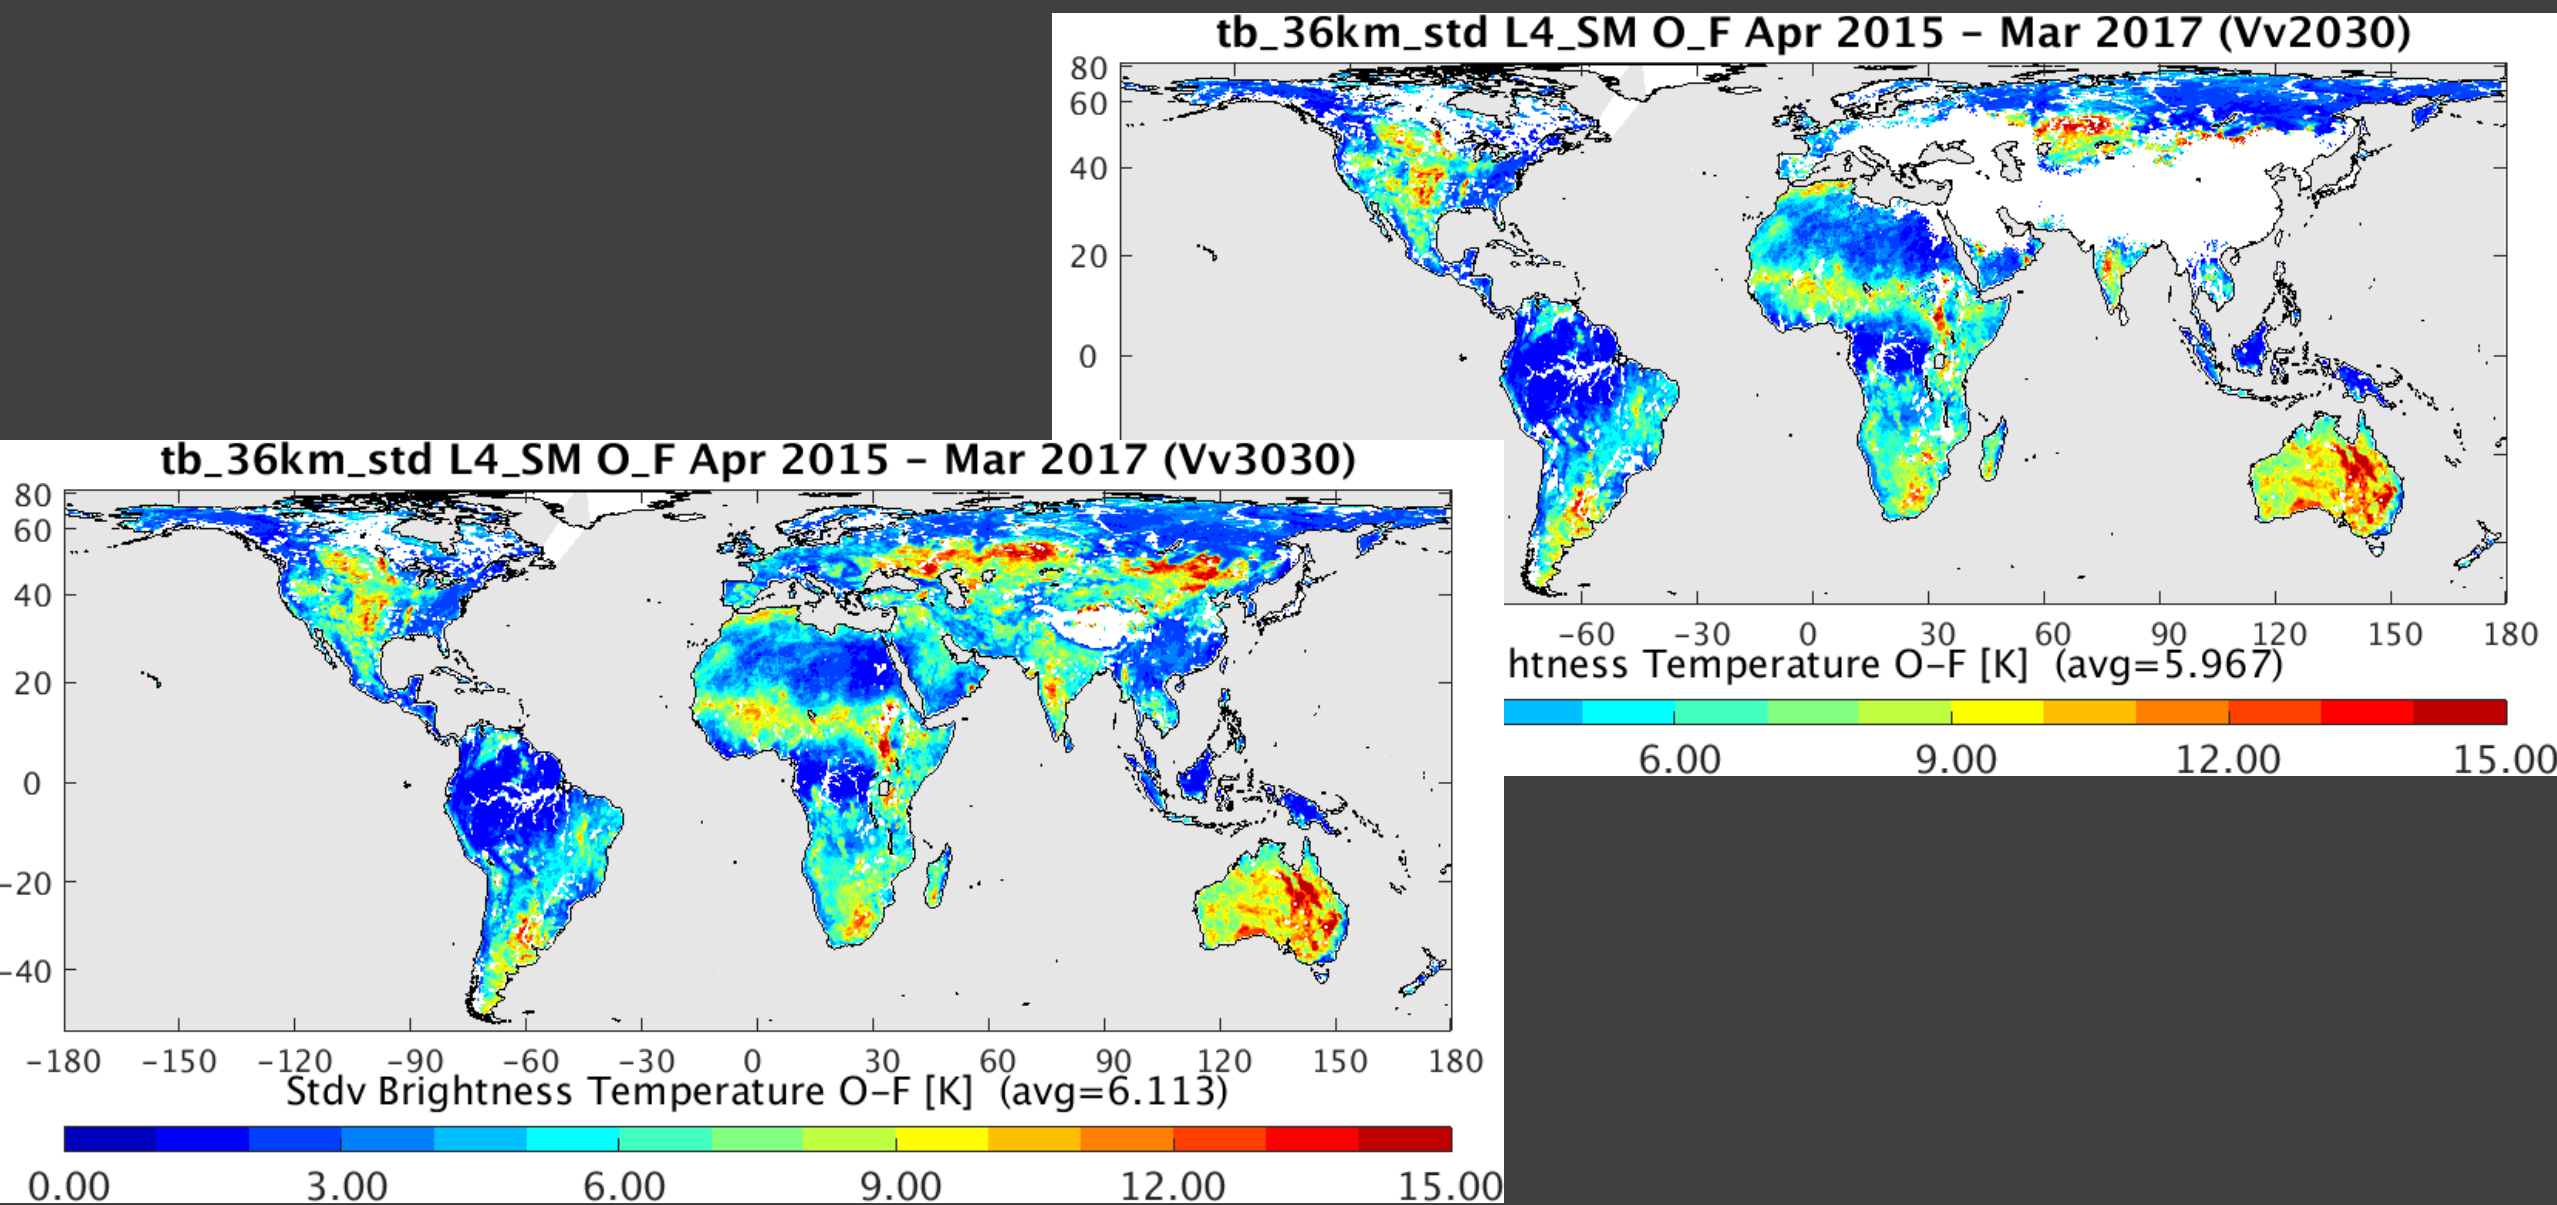 tb_36km_std L4_SM O_F Apr 2015 – Mar 2017 (Vv2030)
80
60
40
20
0
-60 -30 0 30 60 90 120 150 180
htness Temperature O-F [K] (avg=5.967)
6.00 9.00 12.00 15.00
tb_36km_std L4_SM O_F Apr 2015 – Mar 2017 (Vv3030)
80
60
40
20
0
-20
-40
-180 -150 -120 -90 -60 -30 0 30 60 90 120 150 180
Stdv Brightness Temperature O-F [K] (avg=6.113)
0.00 3.00 6.00 9.00 12.00 15.00